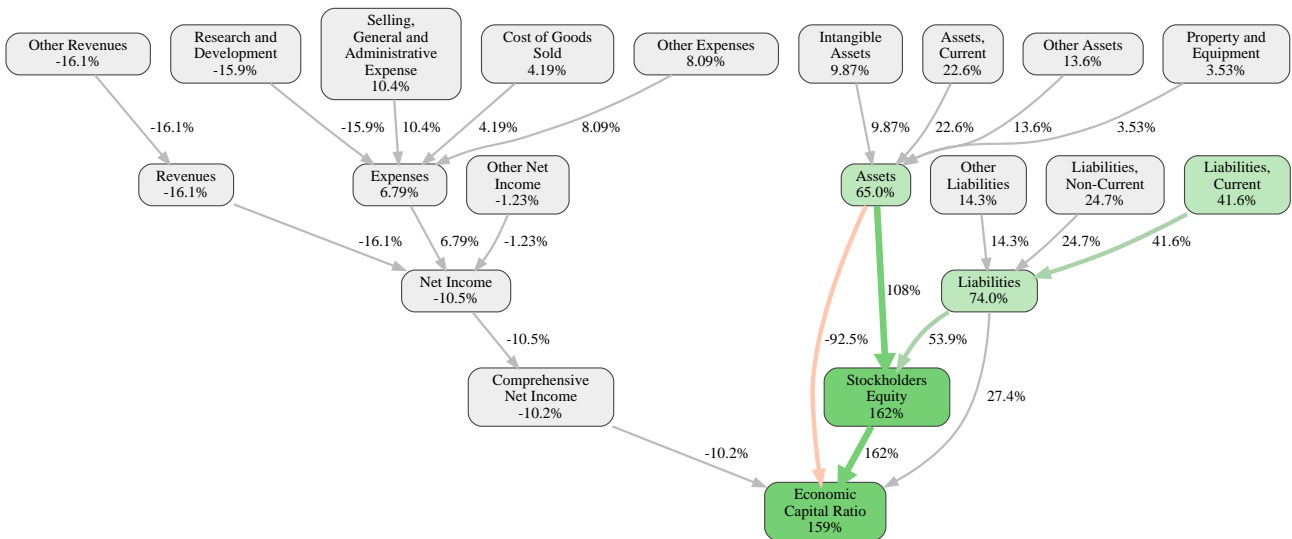 Other Revenues
-16.1%
Research and
Development
-15.9%
Selling,
General and
Administrative
Expense
10.4%
Cost of Goods
Sold
4.19%
Other Expenses
8.09%
Intangible
Assets
9.87%
Assets,
Current
22.6%
Other Assets
13.6%
Property and
Equipment
3.53%
-16.1%
-15.9%
10.4%
4.19%
8.09%
9.87%
22.6%
13.6%
3.53%
Revenues
-16.1%
Expenses
6.79%
Other Net
Income
-1.23%
Assets
65.0%
Other
Liabilities
14.3%
Liabilities,
Non-Current
24.7%
Liabilities,
Current
41.6%
-16.1%
6.79%
-1.23%
14.3%
24.7%
41.6%
Net Income
-10.5%
108%
Liabilities
74.0%
-10.5%
-92.5%
53.9%
Comprehensive
Net Income
-10.2%
Stockholders
Equity
162%
27.4%
-10.2%
162%
Economic
Capital Ratio
159%